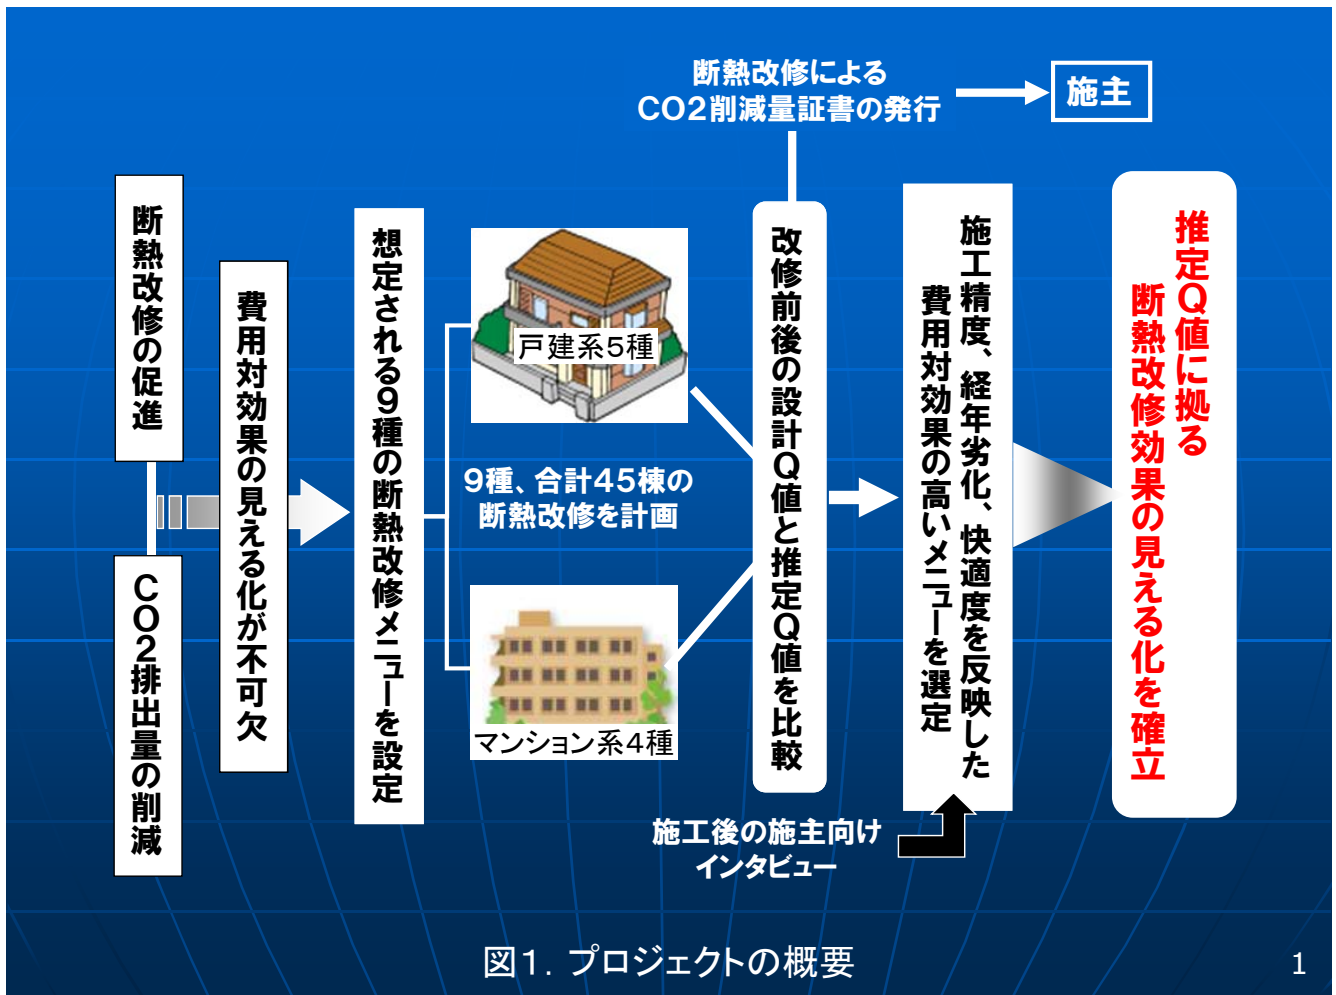 断熱改修による
CO2削減量証書の発行
施主
断熱改修の促進
CO2排出量の削減
費用対効果の見える化が不可欠
想定される9種の断熱改修メニューを設定
戸建系5種
9種、合計45棟の
断熱改修を計画
マンション系4種
改修前後の設計Q値と推定Q値を比較
施工精度、経年劣化、快適度を反映した
費用対効果の高いメニューを選定
施工後の施主向け
インタビュー
推定Q値に拠る
断熱改修効果の見える化を確立
図1．プロジェクトの概要
1